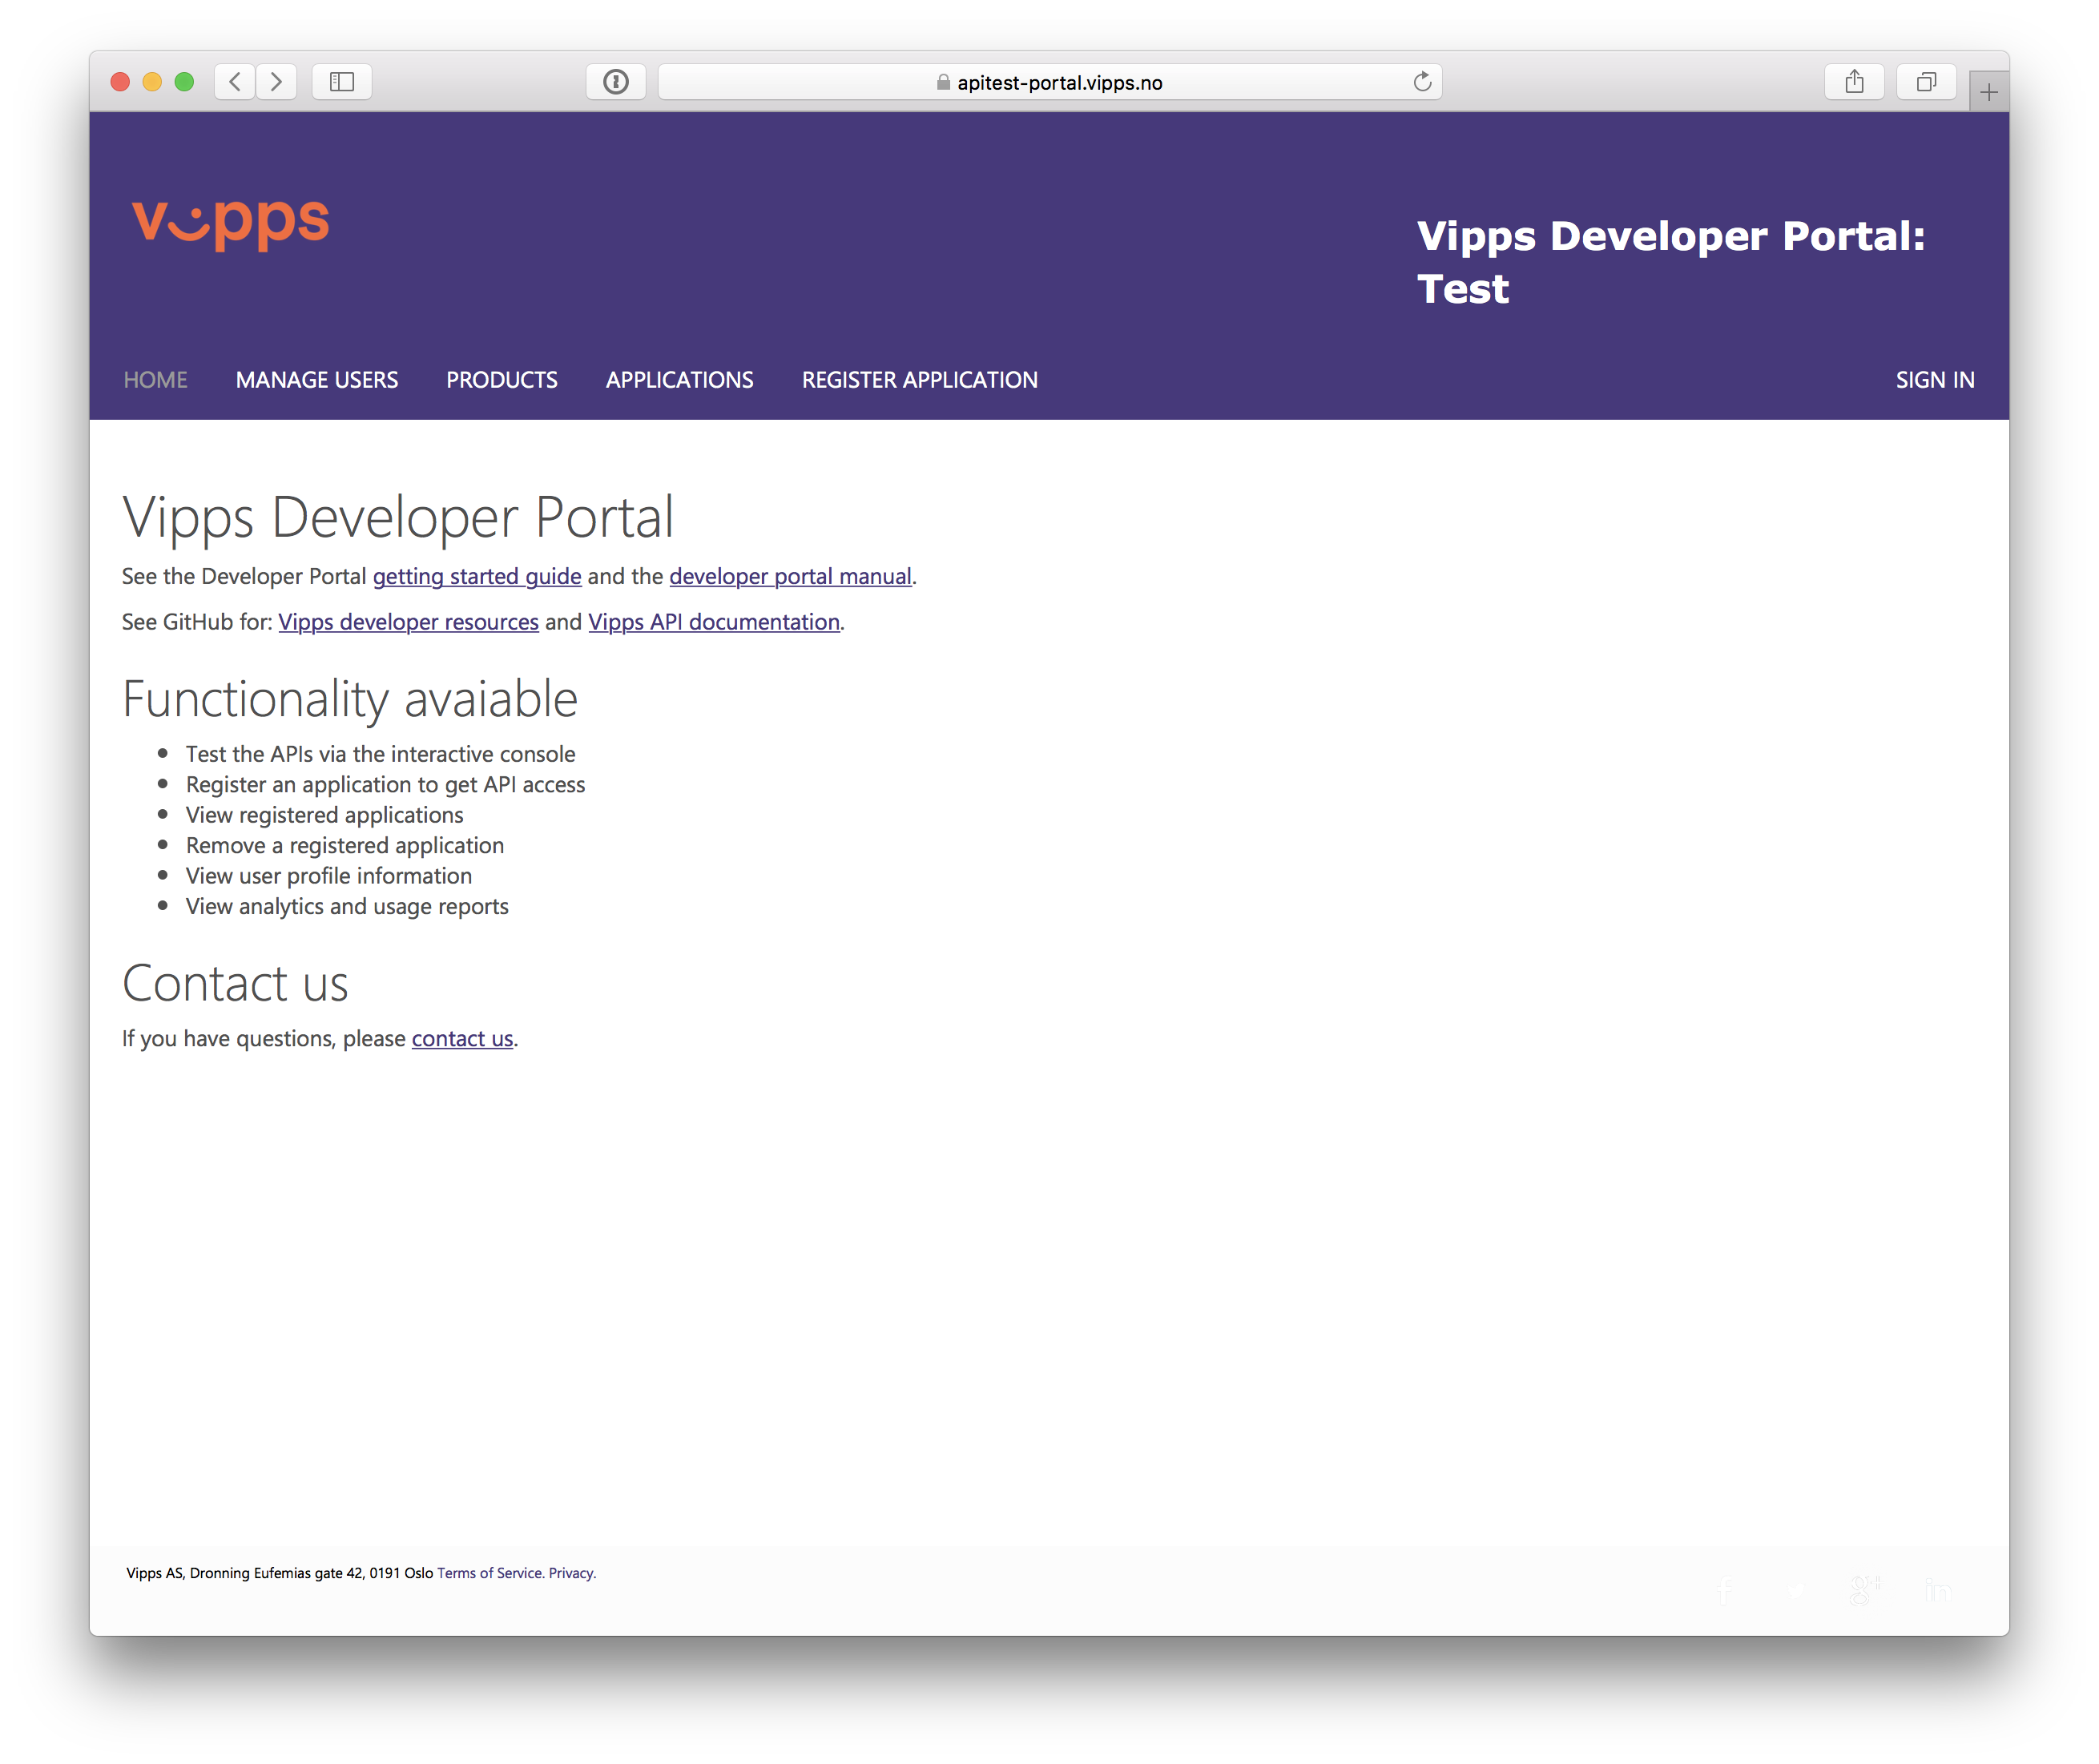 apitest-portal.vipps.no
vipps
Vipps Developer Portal:
Test
HOME MANAGE USERS PRODUCTS APPLICATIONS REGISTER APPLICATION SIGN IN
Vipps Developer Portal
See the Developer Portal getting started guide and the developer portal manual.
See GitHub for: Vipps developer resources and Vipps API documentation.
Functionality avaiable
Test the APIs via the interactive console
Register an application to get API access
View registered applications
Remove a registered application
View user profile information
View analytics and usage reports
Contact us
If you have questions, please contact us.
Vipps AS, Dronning Eufemias gate 42, 0191 Oslo Terms of Service. Privacy.